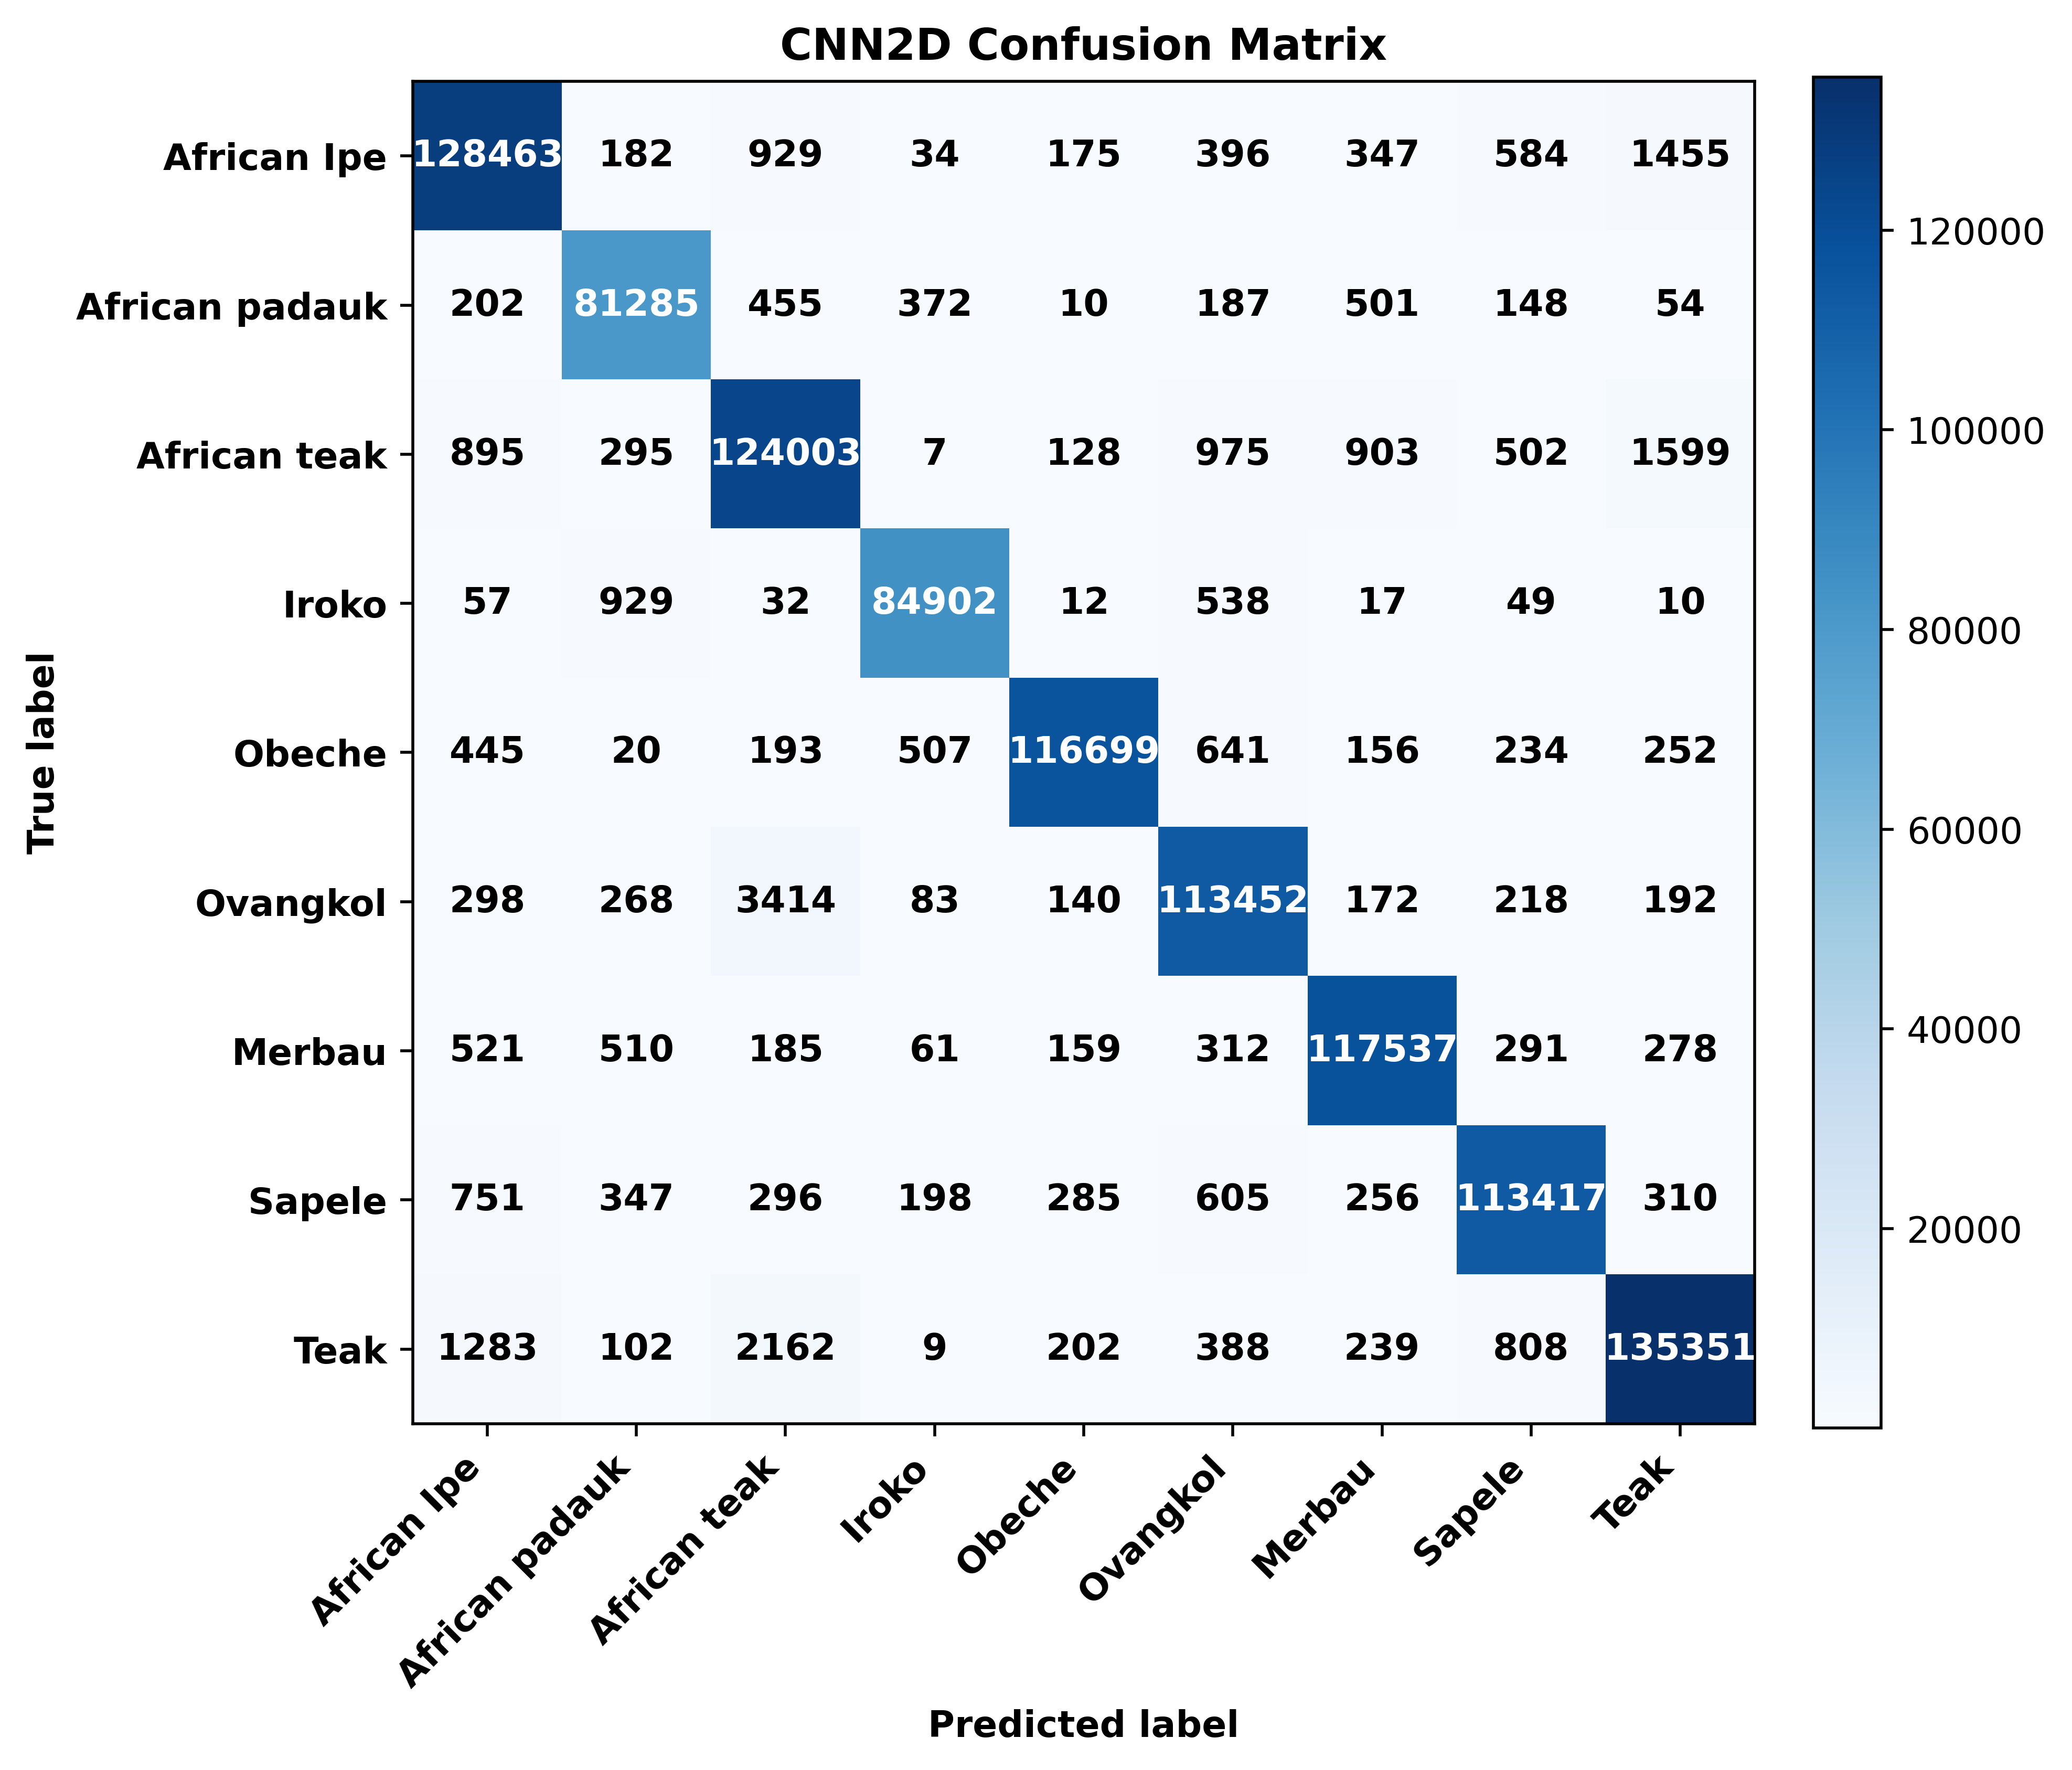 CNN2D Confusion Matrix
African Ipe 128463 182 929 34 175 396 347 584 1455
African padauk 202 81285 455 372 10 187 501 148 54
African teak 895 295 124003 7 128 975 903 502 1599
Iroko 57 929 32 84902 12 538 17 49 10
Obeche 445 20 193 507 116699 641 156 234 252
Ovangkol 298 268 3414 83 140 113452 172 218 192
Merbau 521 510 185 61 159 312 117537 291 278
Sapele 751 347 296 198 285 605 256 113417 310
Teak 1283 102 2162 9 202 388 239 808 135351
True label
African Ipe African padauk African teak Iroko Obeche Ovangkol Merbau Sapele Teak
Predicted label
120000
100000
80000
60000
40000
20000